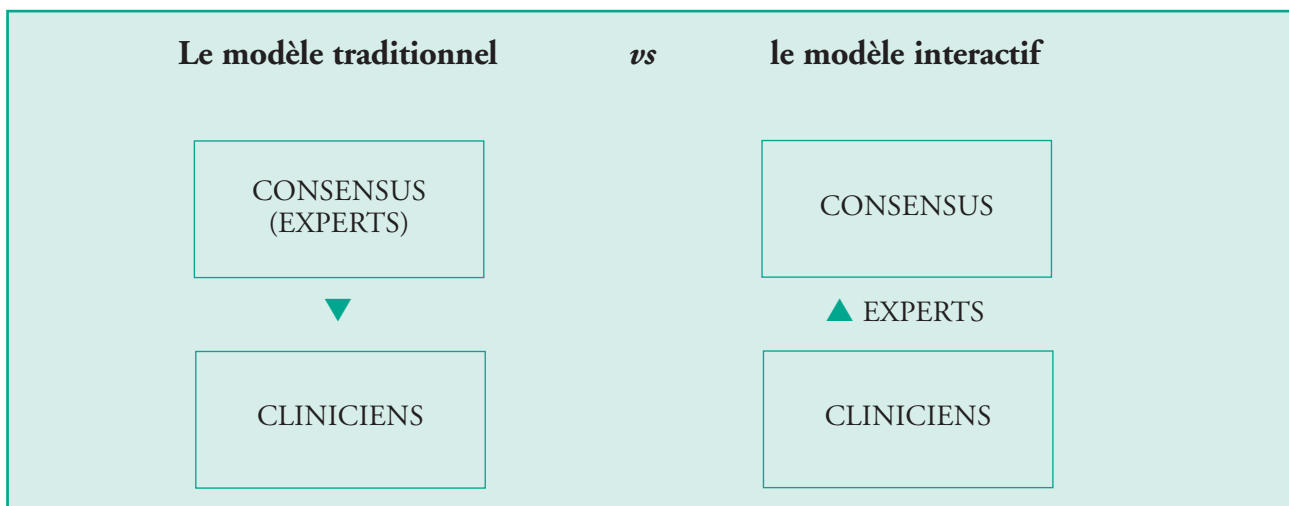 Le modèle traditionnel vs le modèle interactif
CONSENSUS
(EXPERTS)
CLINICIENS
CONSENSUS
EXPERTS
CLINICIENS